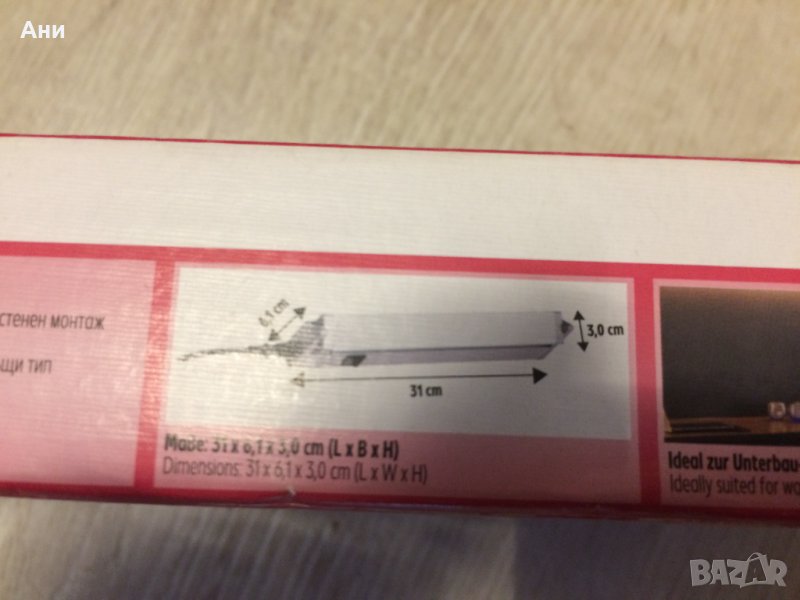 Ани
стенен монтаж
щи тип
6,1 cm
3,0 cm
31 cm
Maße: 31 x 6,1 x 3,0 cm (L x B x H)
Dimensions: 31 x 6,1 x 3,0 cm (L x W x H)
Ideal zur Unterbau-
Ideally suited for wo
BAZAR